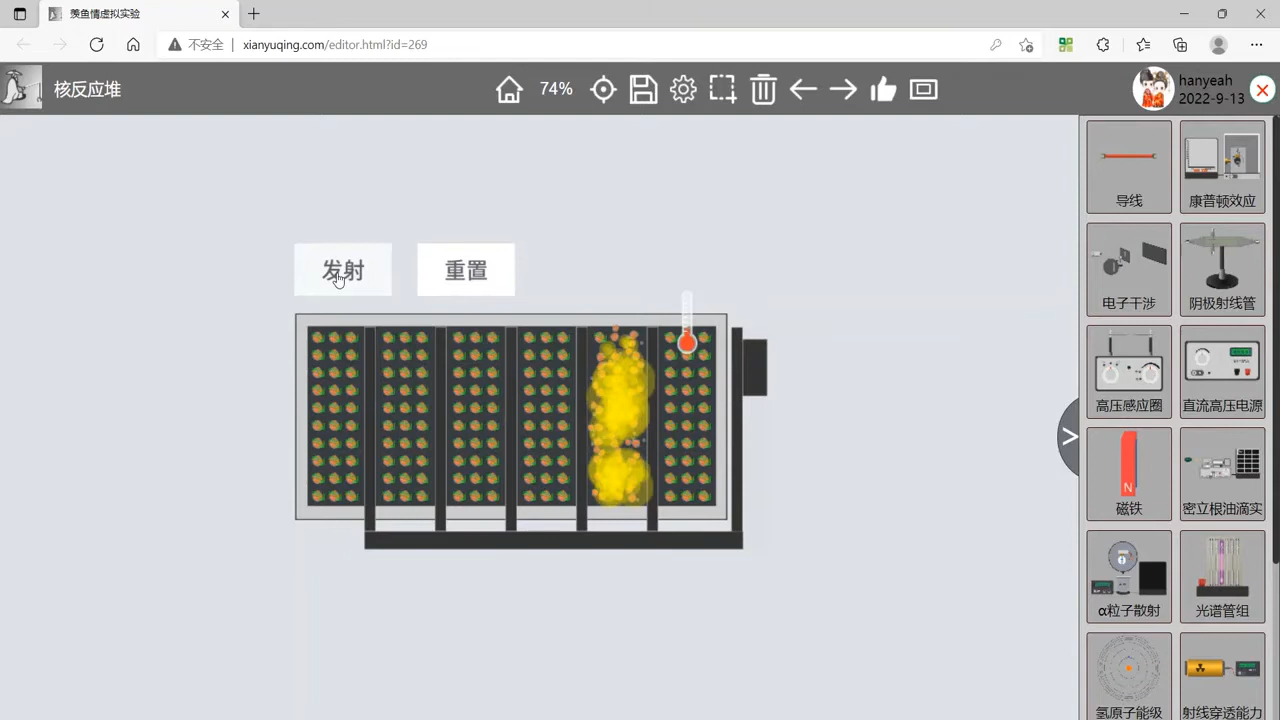 羡鱼情虚拟实验
不安全
xianyuqing.com/editor.html?id=269
核反应堆
74%
hanyeah
2022-9-13
发射
重置
导线
康普顿效应
电子干涉
阴极射线管
高压感应圈
直流高压电源
N
磁铁
密立根油滴实
α粒子散射
光谱管组
氢原子能级
射线穿透能力